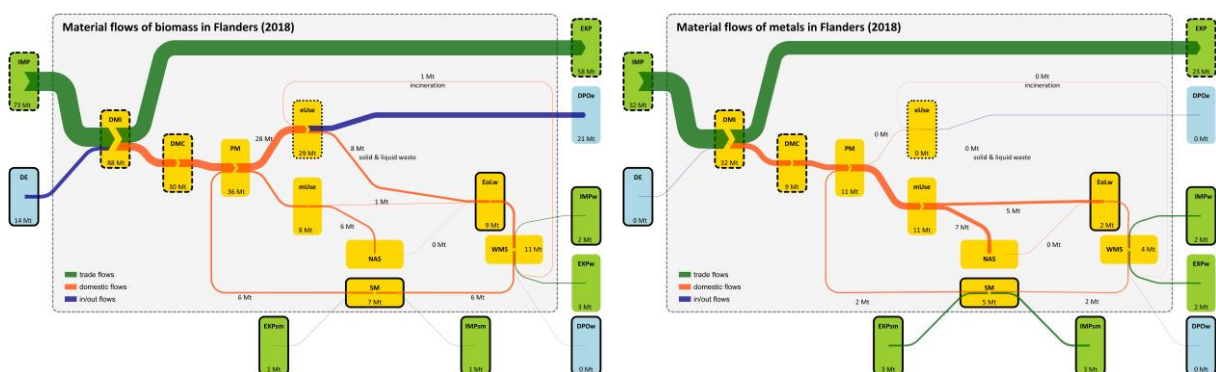 Material flows of biomass in Flanders (2018)
EXP
58 Mt
IMP
73 Mt
1 Mt
incineration
DPOe
21 Mt
DMI
88 Mt
eUse
29 Mt
28 Mt
DMC
30 Mt
PM
36 Mt
8 Mt
solid & liquid waste
DE
14 Mt
mUse
8 Mt
1 Mt
EoLw
9 Mt
IMPw
2 Mt
6 Mt
0 Mt
NAS
WMS
11 Mt
EXPw
3 Mt
trade flows
domestic flows
in/out flows
6 Mt
SM
7 Mt
6 Mt
EXPsm
1 Mt
IMPsm
1 Mt
DPOw
0 Mt
Material flows of metals in Flanders (2018)
EXP
23 Mt
IMP
32 Mt
0 Mt
incineration
DPOe
0 Mt
DMI
32 Mt
eUse
0 Mt
0 Mt
DMC
9 Mt
PM
11 Mt
0 Mt
solid & liquid waste
DE
0 Mt
mUse
11 Mt
5 Mt
EoLw
2 Mt
IMPw
2 Mt
7 Mt
0 Mt
NAS
WMS
4 Mt
EXPw
2 Mt
trade flows
domestic flows
in/out flows
2 Mt
SM
5 Mt
2 Mt
EXPsm
3 Mt
IMPsm
3 Mt
DPOw
0 Mt